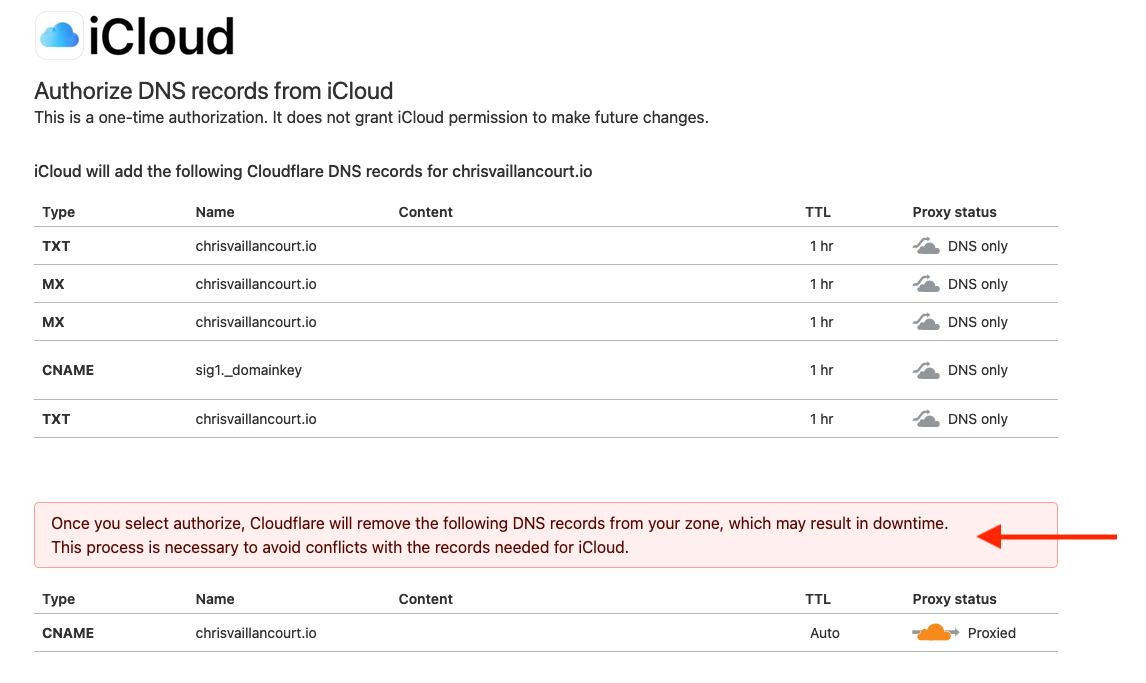 iCloud
Authorize DNS records from iCloud
This is a one-time authorization. It does not grant iCloud permission to make future changes.
iCloud will add the following Cloudflare DNS records for chrisvaillancourt.io
Type Name Content TTL Proxy status
TXT chrisvaillancourt.io 1 hr DNS only
MX chrisvaillancourt.io 1 hr DNS only
MX chrisvaillancourt.io 1 hr DNS only
CNAME sig1._domainkey 1 hr DNS only
TXT chrisvaillancourt.io 1 hr DNS only
Once you select authorize, Cloudflare will remove the following DNS records from your zone, which may result in downtime.
This process is necessary to avoid conflicts with the records needed for iCloud.
Type Name Content TTL Proxy status
CNAME chrisvaillancourt.io Auto Proxied